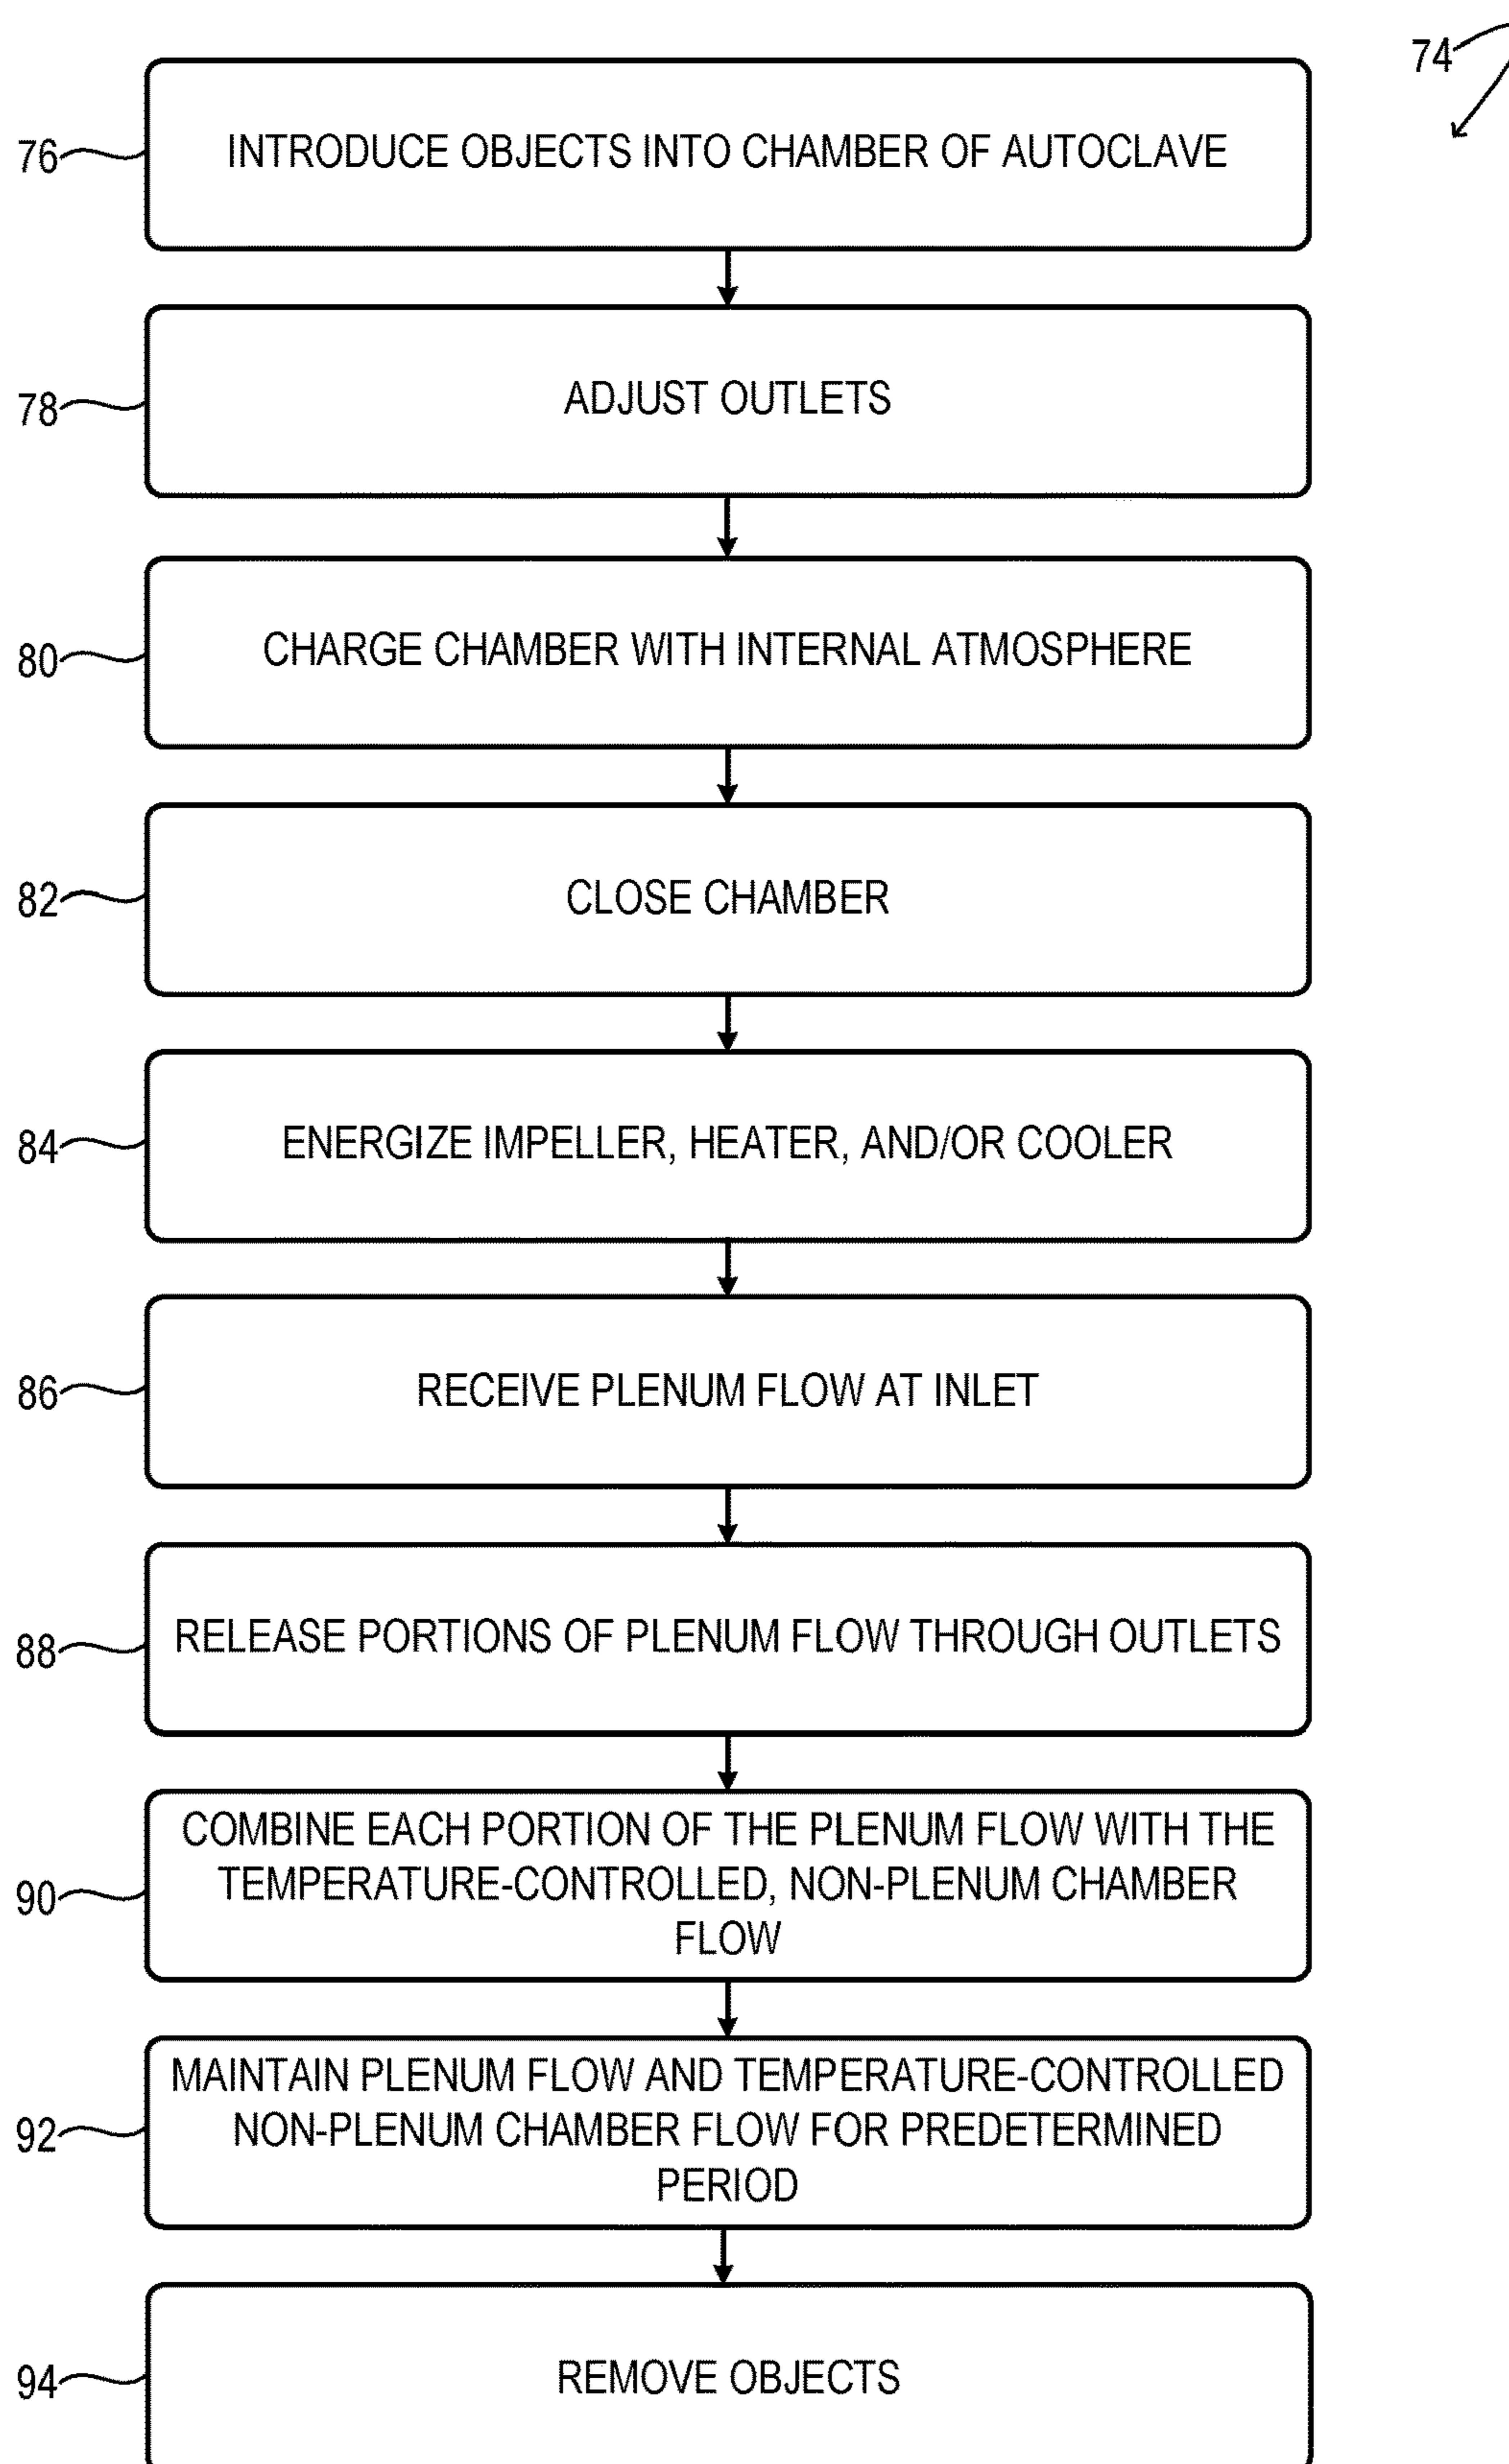 74
76
INTRODUCE OBJECTS INTO CHAMBER OF AUTOCLAVE
78
ADJUST OUTLETS
80
CHARGE CHAMBER WITH INTERNAL ATMOSPHERE
82
CLOSE CHAMBER
84
ENERGIZE IMPELLER, HEATER, AND/OR COOLER
86
RECEIVE PLENUM FLOW AT INLET
88
RELEASE PORTIONS OF PLENUM FLOW THROUGH OUTLETS
90
COMBINE EACH PORTION OF THE PLENUM FLOW WITH THE
TEMPERATURE-CONTROLLED, NON-PLENUM CHAMBER
FLOW
92
MAINTAIN PLENUM FLOW AND TEMPERATURE-CONTROLLED
NON-PLENUM CHAMBER FLOW FOR PREDETERMINED
PERIOD
94
REMOVE OBJECTS